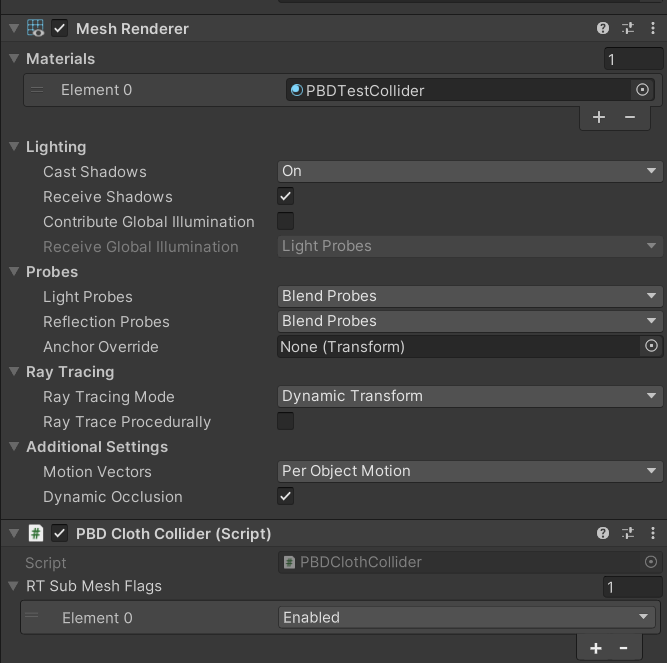 Mesh Renderer
Materials 1
Element 0 PBDTestCollider
Lighting
Cast Shadows On
Receive Shadows
Contribute Global Illumination
Receive Global Illumination Light Probes
Probes
Light Probes Blend Probes
Reflection Probes Blend Probes
Anchor Override None (Transform)
Ray Tracing
Ray Tracing Mode Dynamic Transform
Ray Trace Procedurally
Additional Settings
Motion Vectors Per Object Motion
Dynamic Occlusion
# PBD Cloth Collider (Script)
Script # PBDClothCollider
RT Sub Mesh Flags 1
Element 0 Enabled